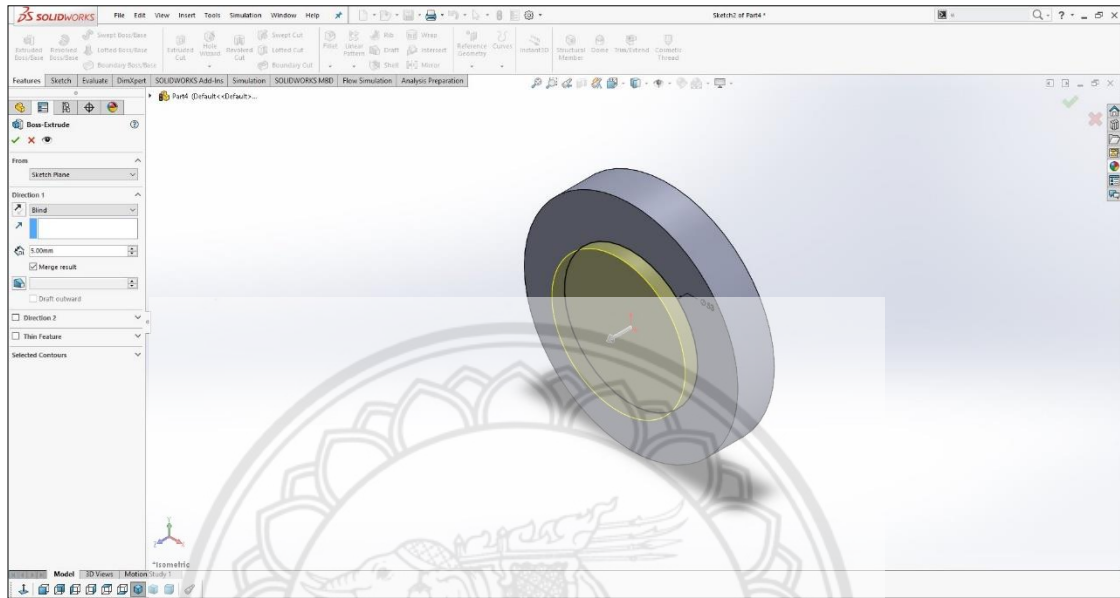 SOLIDWORKS File Edit View Insert Tools Simulation Window Help Sketch2 of Part4 *
Extruded Boss/Base Revolved Boss/Base Swept Boss/Base Lofted Boss/Base Boundary Boss/Base Extruded Cut Hole Wizard Revolved Cut Swept Cut Lofted Cut Boundary Cut Fillet Linear Pattern Rib Draft Shell Wrap Intersect Mirror Reference Geometry Curves Instant3D Structural Member Dome Trim/Extend Cosmetic Thread
Features Sketch Evaluate DimXpert SOLIDWORKS Add-Ins Simulation SOLIDWORKS MBD Flow Simulation Analysis Preparation
Part4 (Default<<Default>...
Boss-Extrude
From
Sketch Plane
Direction 1
Blind
5.00mm
Merge result
Draft outward
Direction 2
Thin Feature
Selected Contours
*Isometric
Model 3D Views Motion Study 1